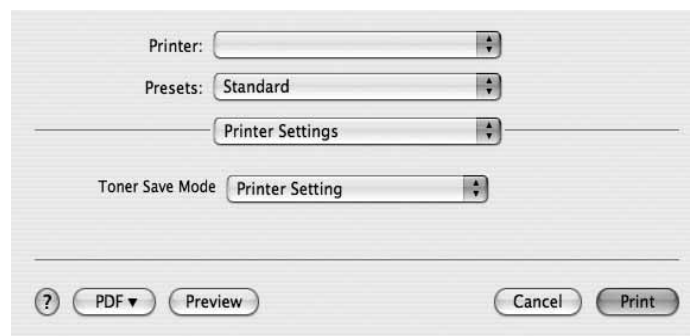 Printer:
Presets: Standard
Printer Settings
Toner Save Mode Printer Setting
? PDF▼ Preview Cancel Print